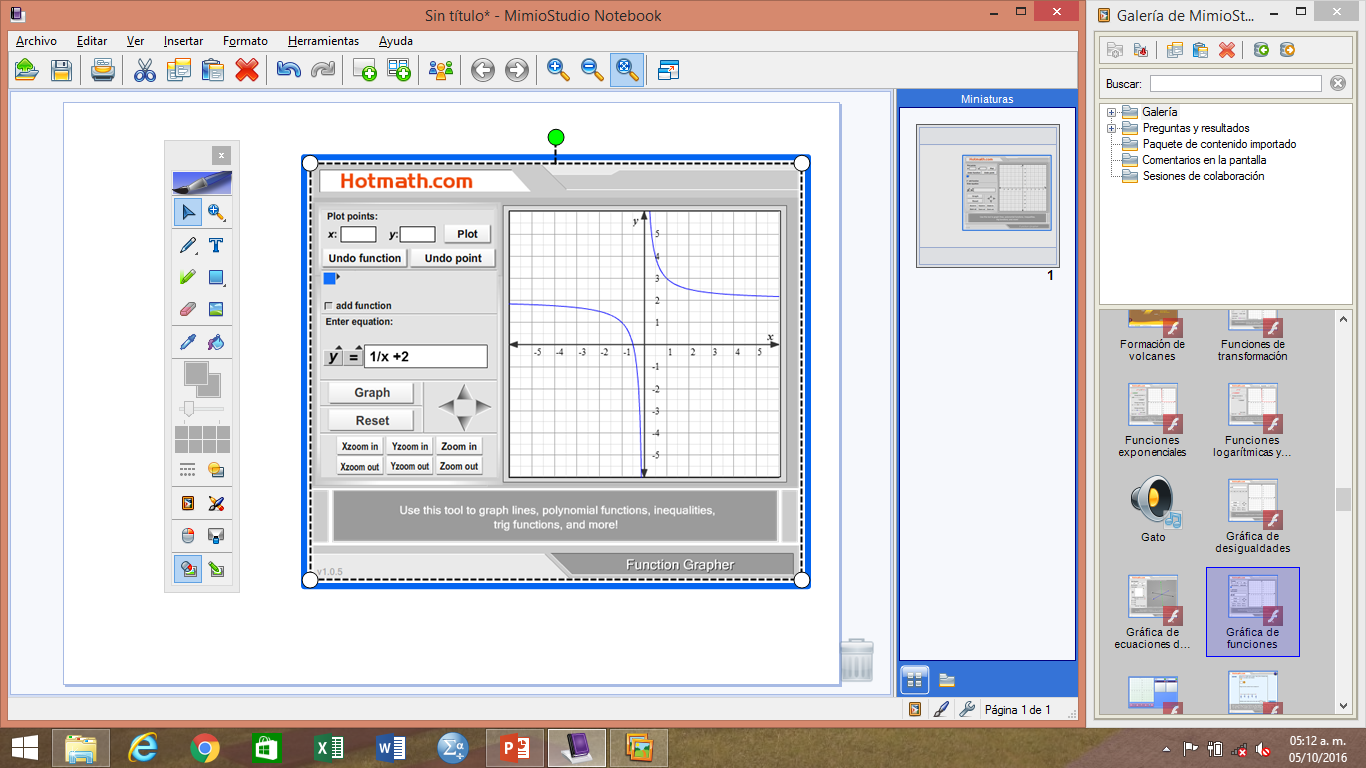 Sin título* - MimioStudio Notebook
Archivo Editar Ver Insertar Formato Herramientas Ayuda
x
Hotmath.com
Plot points:
x: y: Plot
Undo function Undo point
add function
Enter equation:
y = 1/x +2
Graph
Reset
Xzoom in Yzoom in Zoom in
Xzoom out Yzoom out Zoom out
y
5
4
3
2
1
x
-5 -4 -3 -2 -1 1 2 3 4 5
-1
-2
-3
-4
-5
Use this tool to graph lines, polynomial functions, inequalities,
trig functions, and more!
v1.0.5
Function Grapher
Miniaturas
1
Página 1 de 1
Galería de MimioSt...
Buscar:
Galería
Preguntas y resultados
Paquete de contenido importado
Comentarios en la pantalla
Sesiones de colaboración
Formación de
volcanes
Funciones de
transformación
Funciones
exponenciales
Funciones
logarítmicas y...
Gato
Gráfica de
desigualdades
Gráfica de
ecuaciones d...
Gráfica de
funciones
05:12 a. m.
05/10/2016